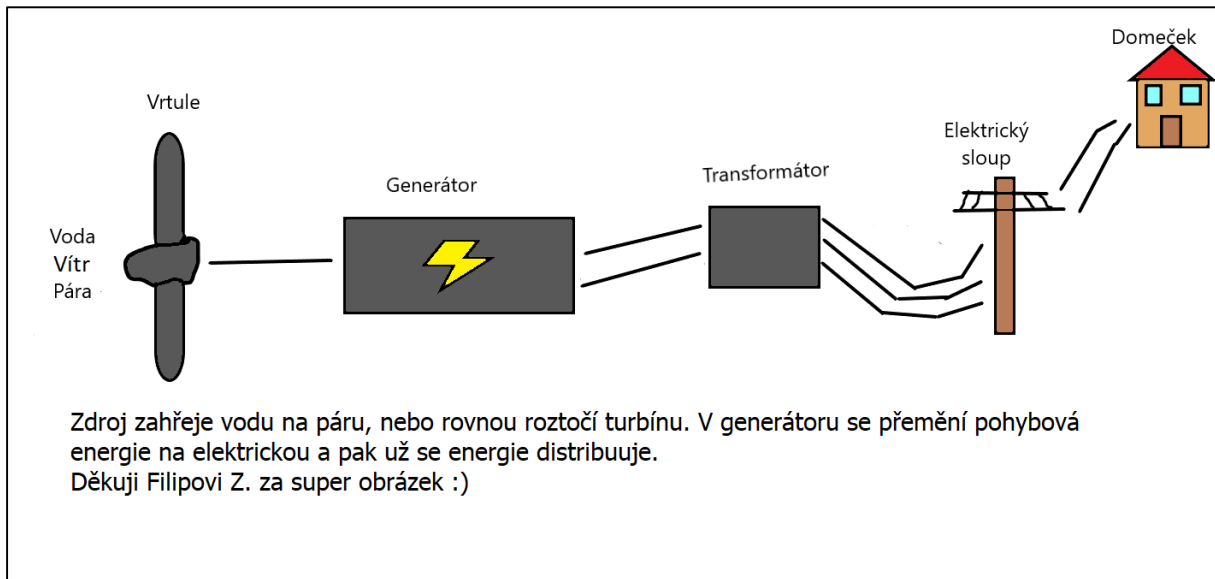 Domeček
Vrtule
Elektrický
sloup
Transformátor
Generátor
Voda
Vítr
Pára
Zdroj zahřeje vodu na páru, nebo rovnou roztočí turbínu. V generátoru se přemění pohybová
energie na elektrickou a pak už se energie distribuuje.
Děkuji Filipovi Z. za super obrázek :)